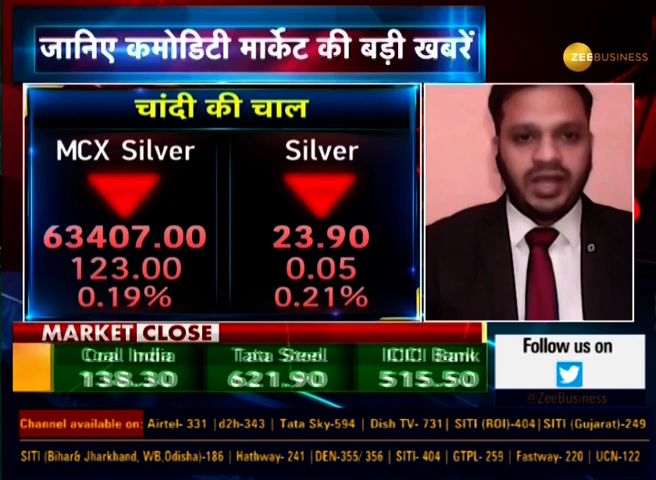 जानिए कमोडिटी मार्केट की बड़ी खबरें
ZEEBUSINESS
चांदी की चाल
MCX Silver
Silver
63407.00
23.90
123.00
0.05
0.19%
0.21%
MARKET CLOSE
Coal India
Tata Steel
ICICI Bank
138.30
621.90
515.50
Follow us on
@ZeeBusiness
Channel available on: Airtel- 331 |d2h-343 | Tata Sky-594 | Dish TV- 731| SITI (ROI)-404|SITI (Gujarat)-249
SITI (Bihar& Jharkhand, WB,Odisha)-186 | Hathway- 241 |DEN-355/ 356 | SITI- 404 | GTPL- 259 | Fastway- 220 | UCN-122